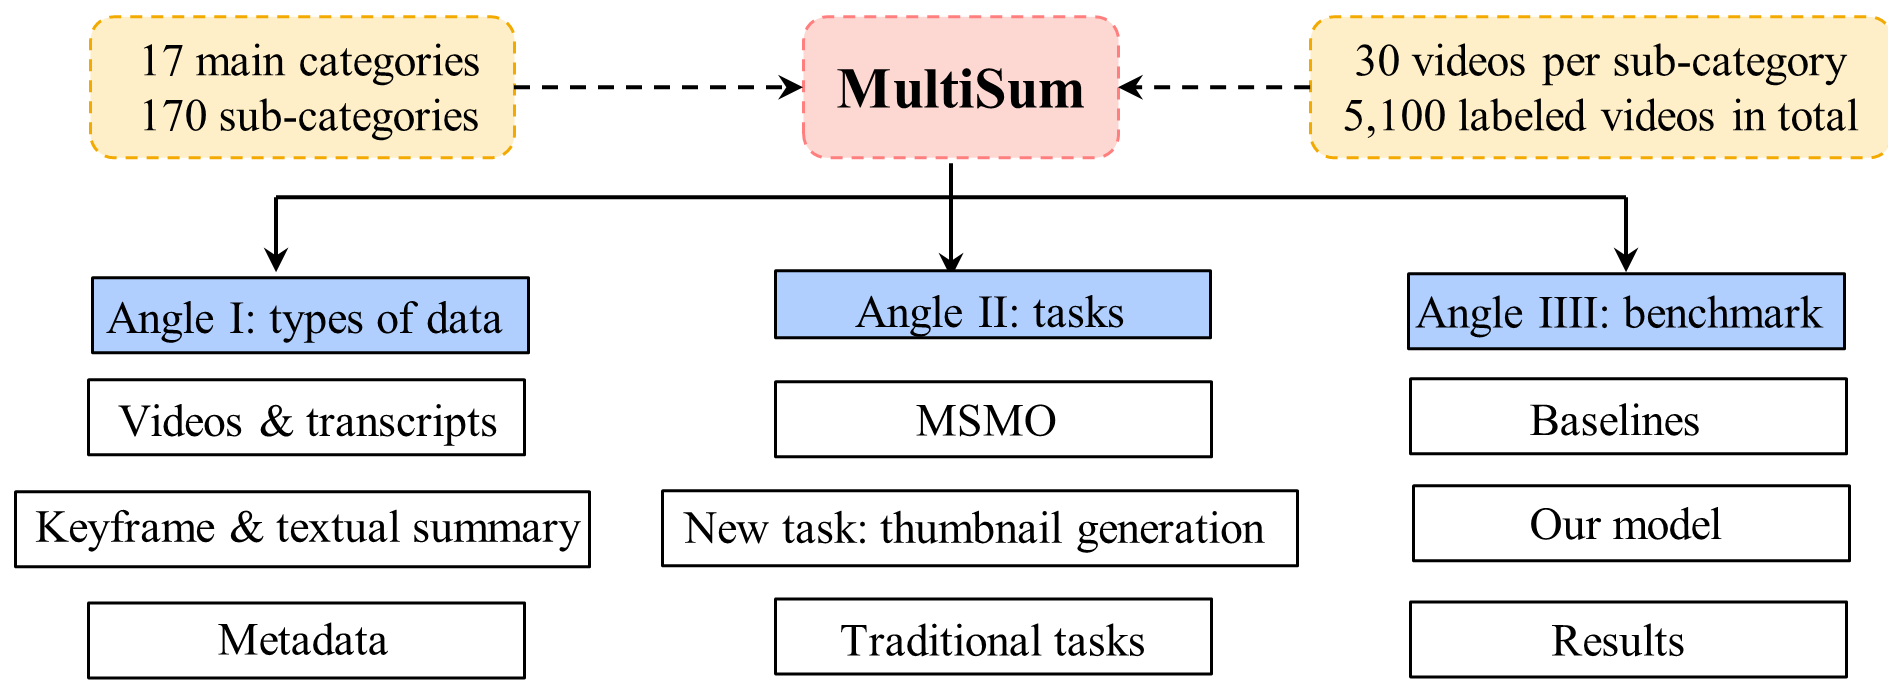 17 main categories
170 sub-categories
MultiSum
30 videos per sub-category
5,100 labeled videos in total
Angle I: types of data
Videos & transcripts
Keyframe & textual summary
Metadata
Angle II: tasks
MSMO
New task: thumbnail generation
Traditional tasks
Angle IIII: benchmark
Baselines
Our model
Results